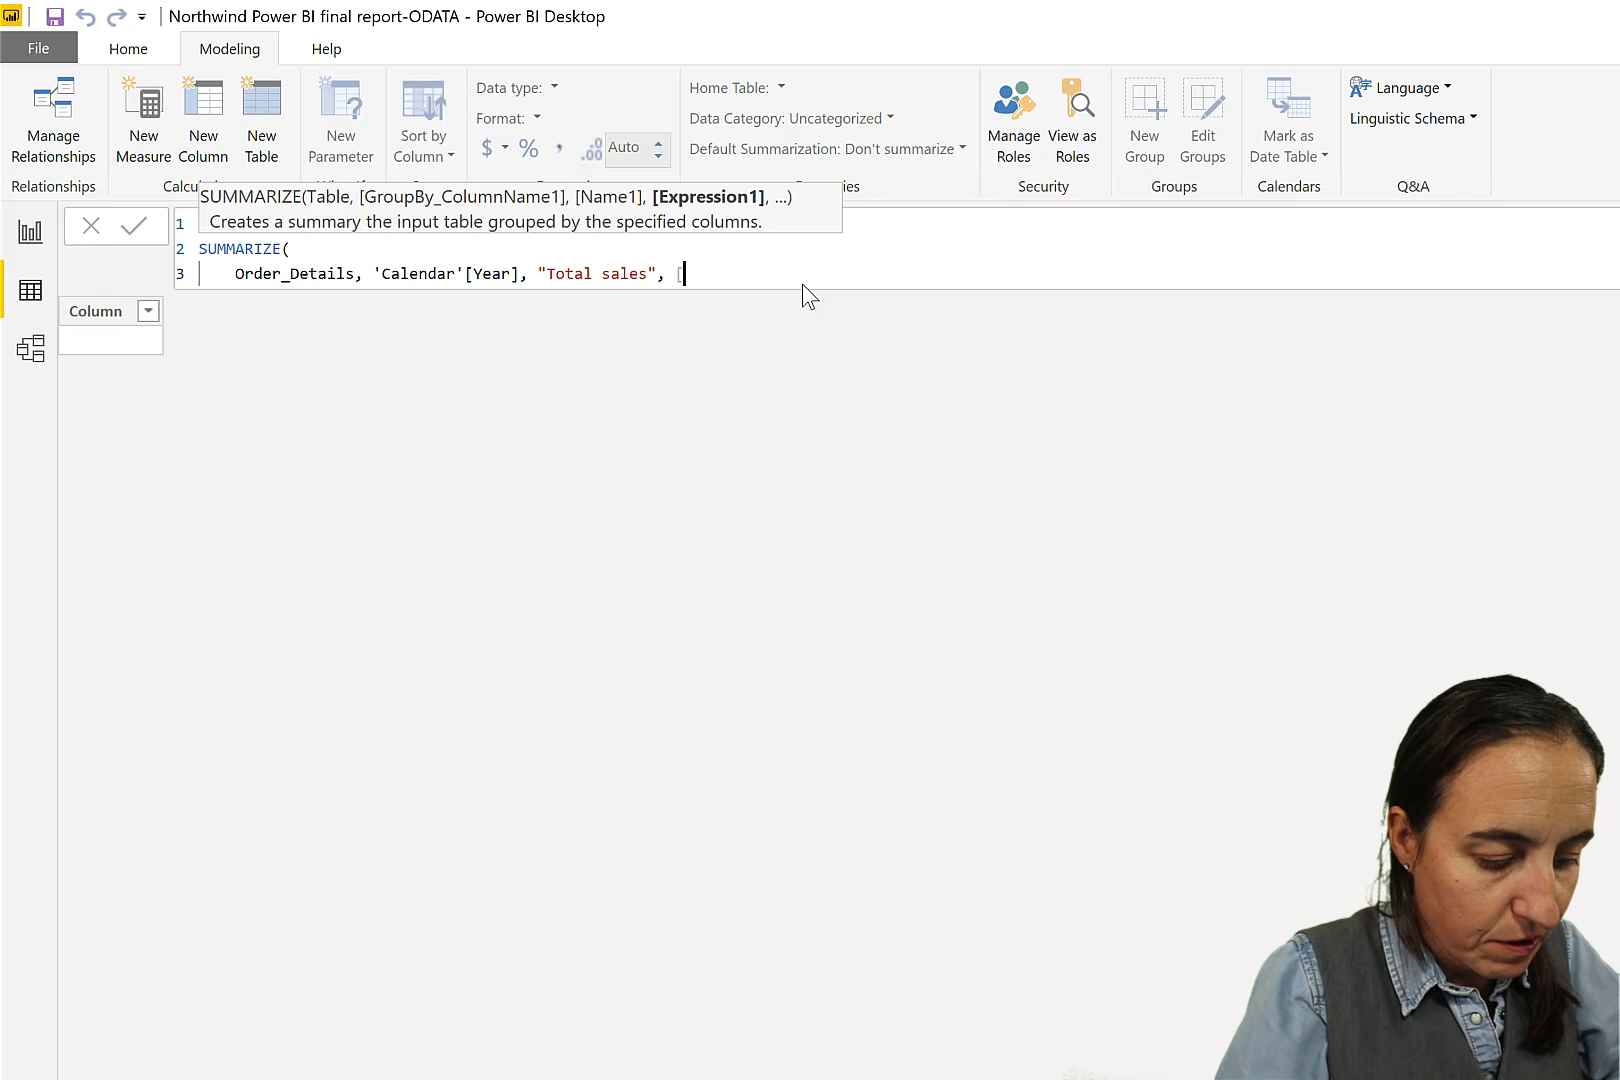 Northwind Power BI final report-ODATA - Power BI Desktop
File Home Modeling Help
Manage Relationships
New Measure
New Column
New Table
New Parameter
Sort by Column
Data type:
Format:
$ % , .00 Auto
Home Table:
Data Category: Uncategorized
Default Summarization: Don't summarize
Manage Roles
View as Roles
New Group
Edit Groups
Mark as Date Table
Language
Linguistic Schema
Relationships
Security
Groups
Calendars
Q&A
SUMMARIZE(Table, [GroupBy_ColumnName1], [Name1], [Expression1], ...)
Creates a summary the input table grouped by the specified columns.
1
2 SUMMARIZE(
3 Order_Details, 'Calendar'[Year], "Total sales", [
Column